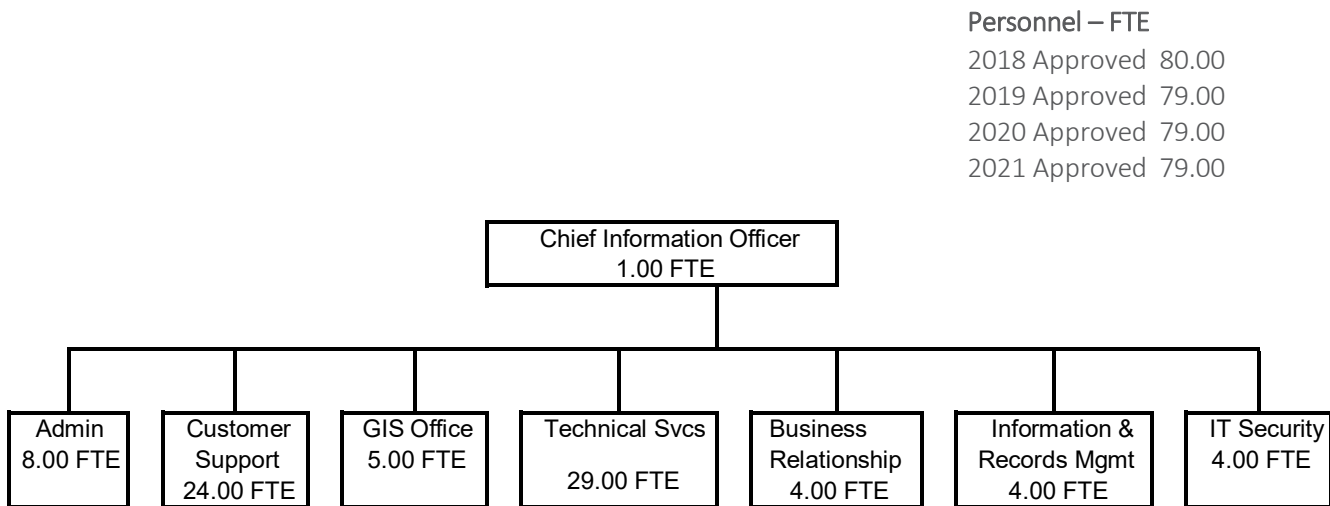 Personnel – FTE
2018 Approved 80.00
2019 Approved 79.00
2020 Approved 79.00
2021 Approved 79.00
Chief Information Officer
1.00 FTE
Admin
8.00 FTE
Customer
Support
24.00 FTE
GIS Office
5.00 FTE
Technical Svcs
29.00 FTE
Business
Relationship
4.00 FTE
Information &
Records Mgmt
4.00 FTE
IT Security
4.00 FTE